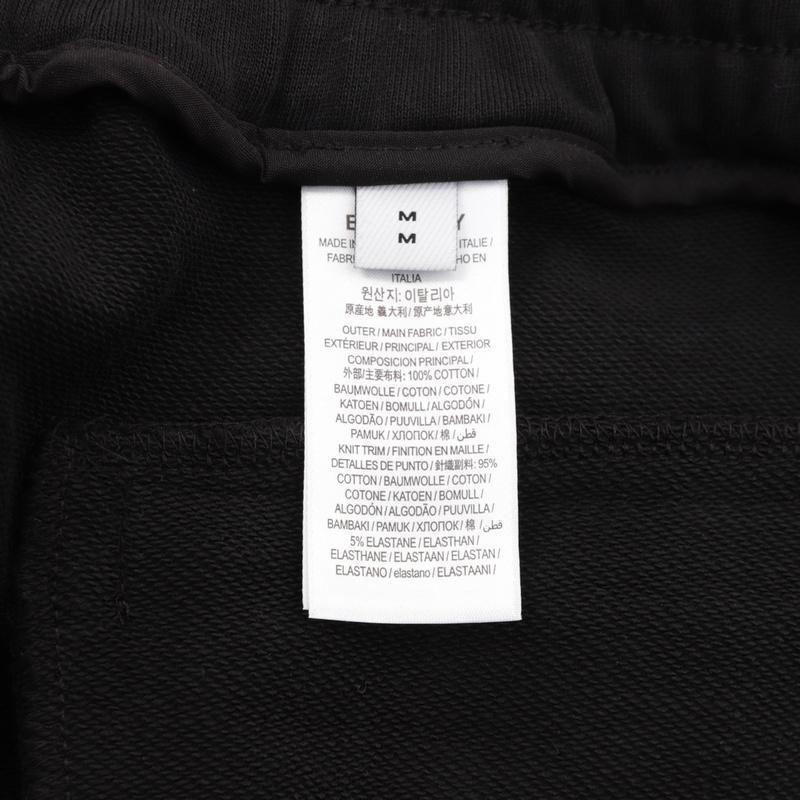 M
M
MADE IN
ITALIE /
HO EN
ITALIA
원산지: 이탈리아
原産地 義大利 / 原产地意大利
OUTER / MAIN FABRIC / TISSU
EXTÉRIEUR / PRINCIPAL / EXTERIOR
COMPOSICION PRINCIPAL /
外部/主要布料: 100% COTTON /
BAUMWOLLE / COTON / COTONE /
KATOEN / BOMULL / ALGODÓN /
ALGODÃO / PUUVILLA / BAMBAKI /
PAMUK / ХЛОПОК / 棉 / قطن
KNIT TRIM / FINITION EN MAILLE /
DETALLES DE PUNTO / 針織副料: 95%
COTTON / BAUMWOLLE / COTON /
COTONE / KATOEN / BOMULL /
ALGODÓN / ALGODÃO / PUUVILLA /
BAMBAKI / PAMUK / ХЛОПОК / 棉 / قطن
5% ELASTANE / ELASTHAN /
ELASTHANE / ELASTAAN / ELASTAN /
ELASTANO / elastano / ELASTAANI /